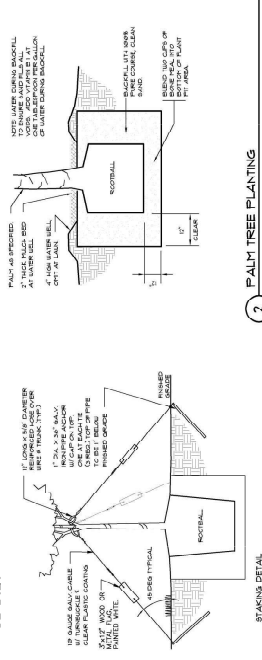 12 GAUGE GALV. CABLE
W/ TURNBUCKLE &
CLEAR PLASTIC COATING
3"x12" WOOD OR
METAL FLAG,
PAINTED WHITE.
11" LONG x 5/8" DIAMETER
REINFORCED HOSE OVER
WIRE @ TRUNK (TYP.)
1" DIA. x 36" GALV.
IRON PIPE ANCHOR
W/ CAP ON TOP.
ONE AT EACH TIE
TOP OF PIPE
TO BE 1" BELOW
FINISHED GRADE
FINISHED
GRADE
45 DEG TYPICAL
ROOTBALL
STAKING DETAIL
PALM AS SPECIFIED
2" THICK MULCH BED
AT WATER WELL
4" HIGH WATER WELL
OMIT AT LAWN.
NOTE: WATER DURING BACKFILL
TO ENSURE SAND FILLS ALL
VOIDS. ADD VITAMIN B1 AT
ONE TABLESPOON PER GALLON
OF WATER DURING BACKFILL.
BACKFILL WITH 100%
PURE COURSE, CLEAN
SAND.
BLEND TWO CUPS OF
BONE MEAL INTO
BOTTOM OF PLANT
PIT AREA.
ROOTBALL
12"
CLEAR
2 PALM TREE PLANTING